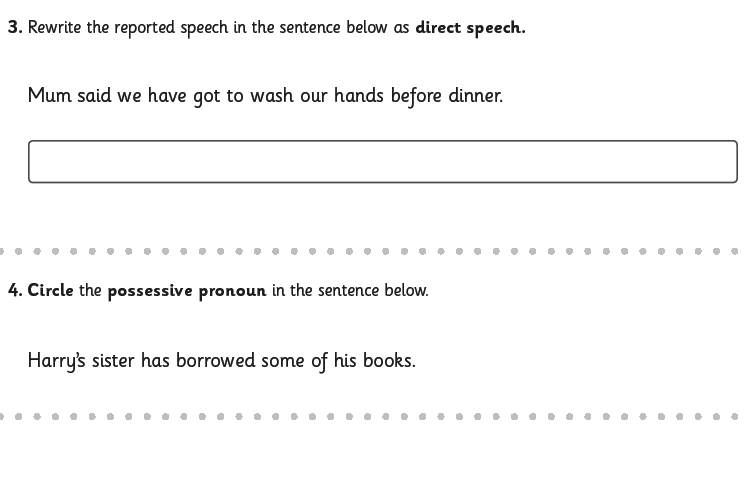 3. Rewrite the reported speech in the sentence below as direct speech.
Mum said we have got to wash our hands before dinner.
4. Circle the possessive pronoun in the sentence below.
Harry's sister has borrowed some of his books.